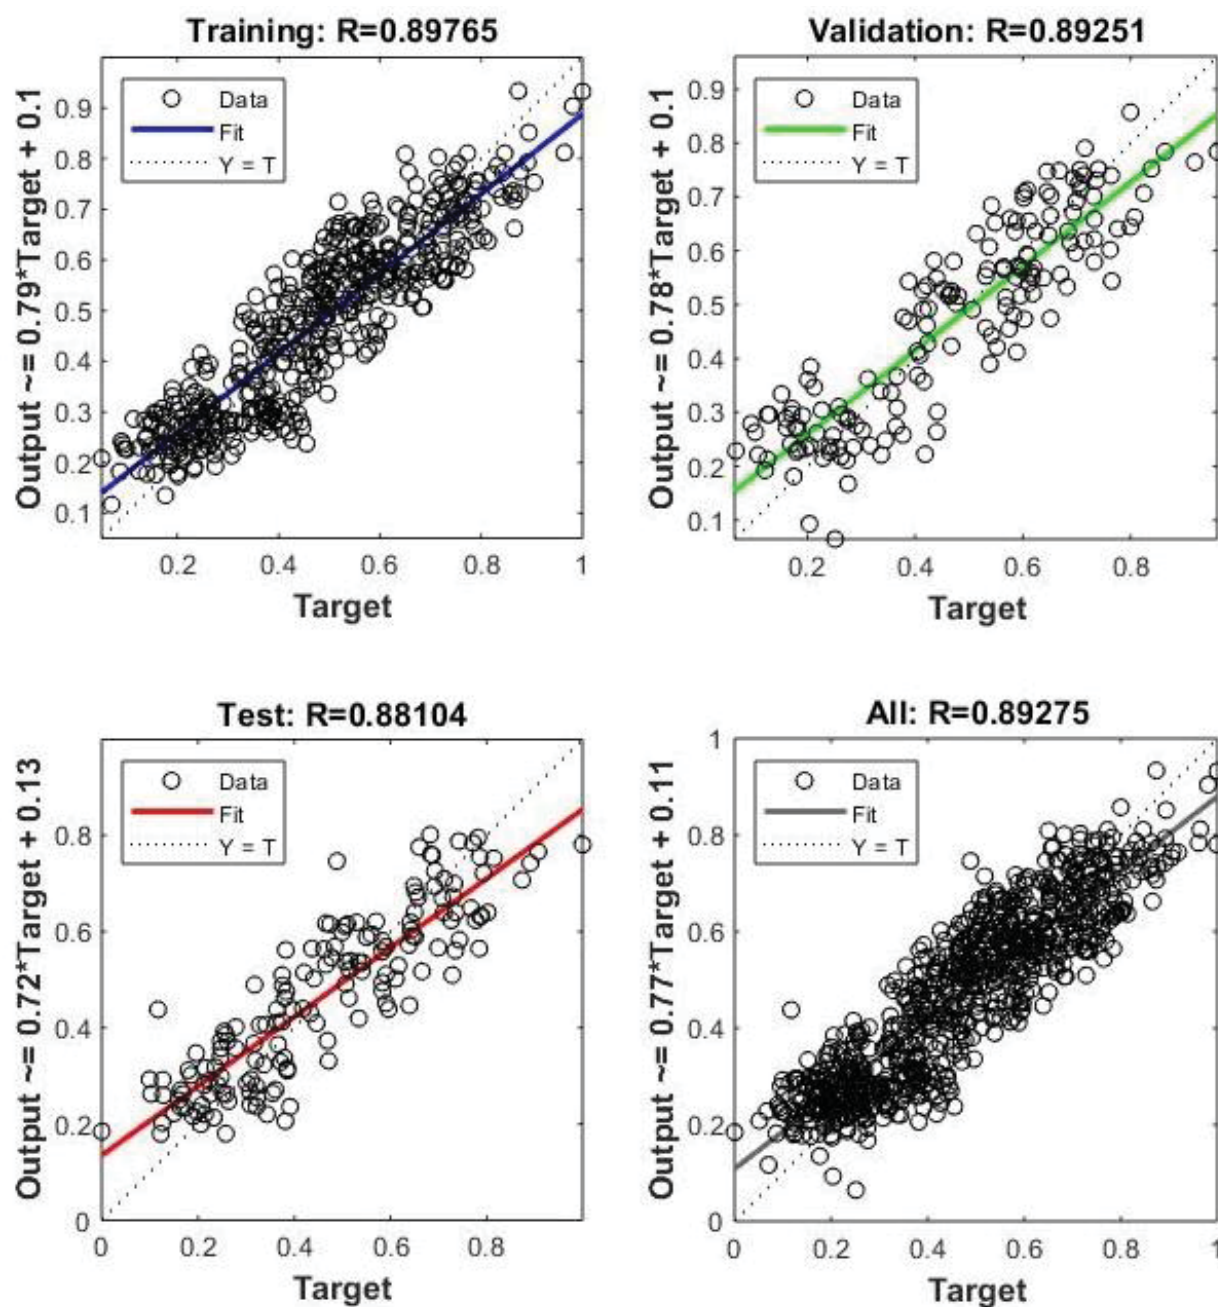 Training: R=0.89765
Output ~= 0.79*Target + 0.1
Data
Fit
Y = T
0.9
0.8
0.7
0.6
0.5
0.4
0.3
0.2
0.1
0.2
0.4
0.6
0.8
1
Target
Validation: R=0.89251
Output ~= 0.78*Target + 0.1
Data
Fit
Y = T
0.9
0.8
0.7
0.6
0.5
0.4
0.3
0.2
0.1
0.2
0.4
0.6
0.8
Target
Test: R=0.88104
Output ~= 0.72*Target + 0.13
Data
Fit
Y = T
0.8
0.6
0.4
0.2
0
0
0.2
0.4
0.6
0.8
Target
All: R=0.89275
Output ~= 0.77*Target + 0.11
Data
Fit
Y = T
1
0.8
0.6
0.4
0.2
0
0
0.2
0.4
0.6
0.8
1
Target